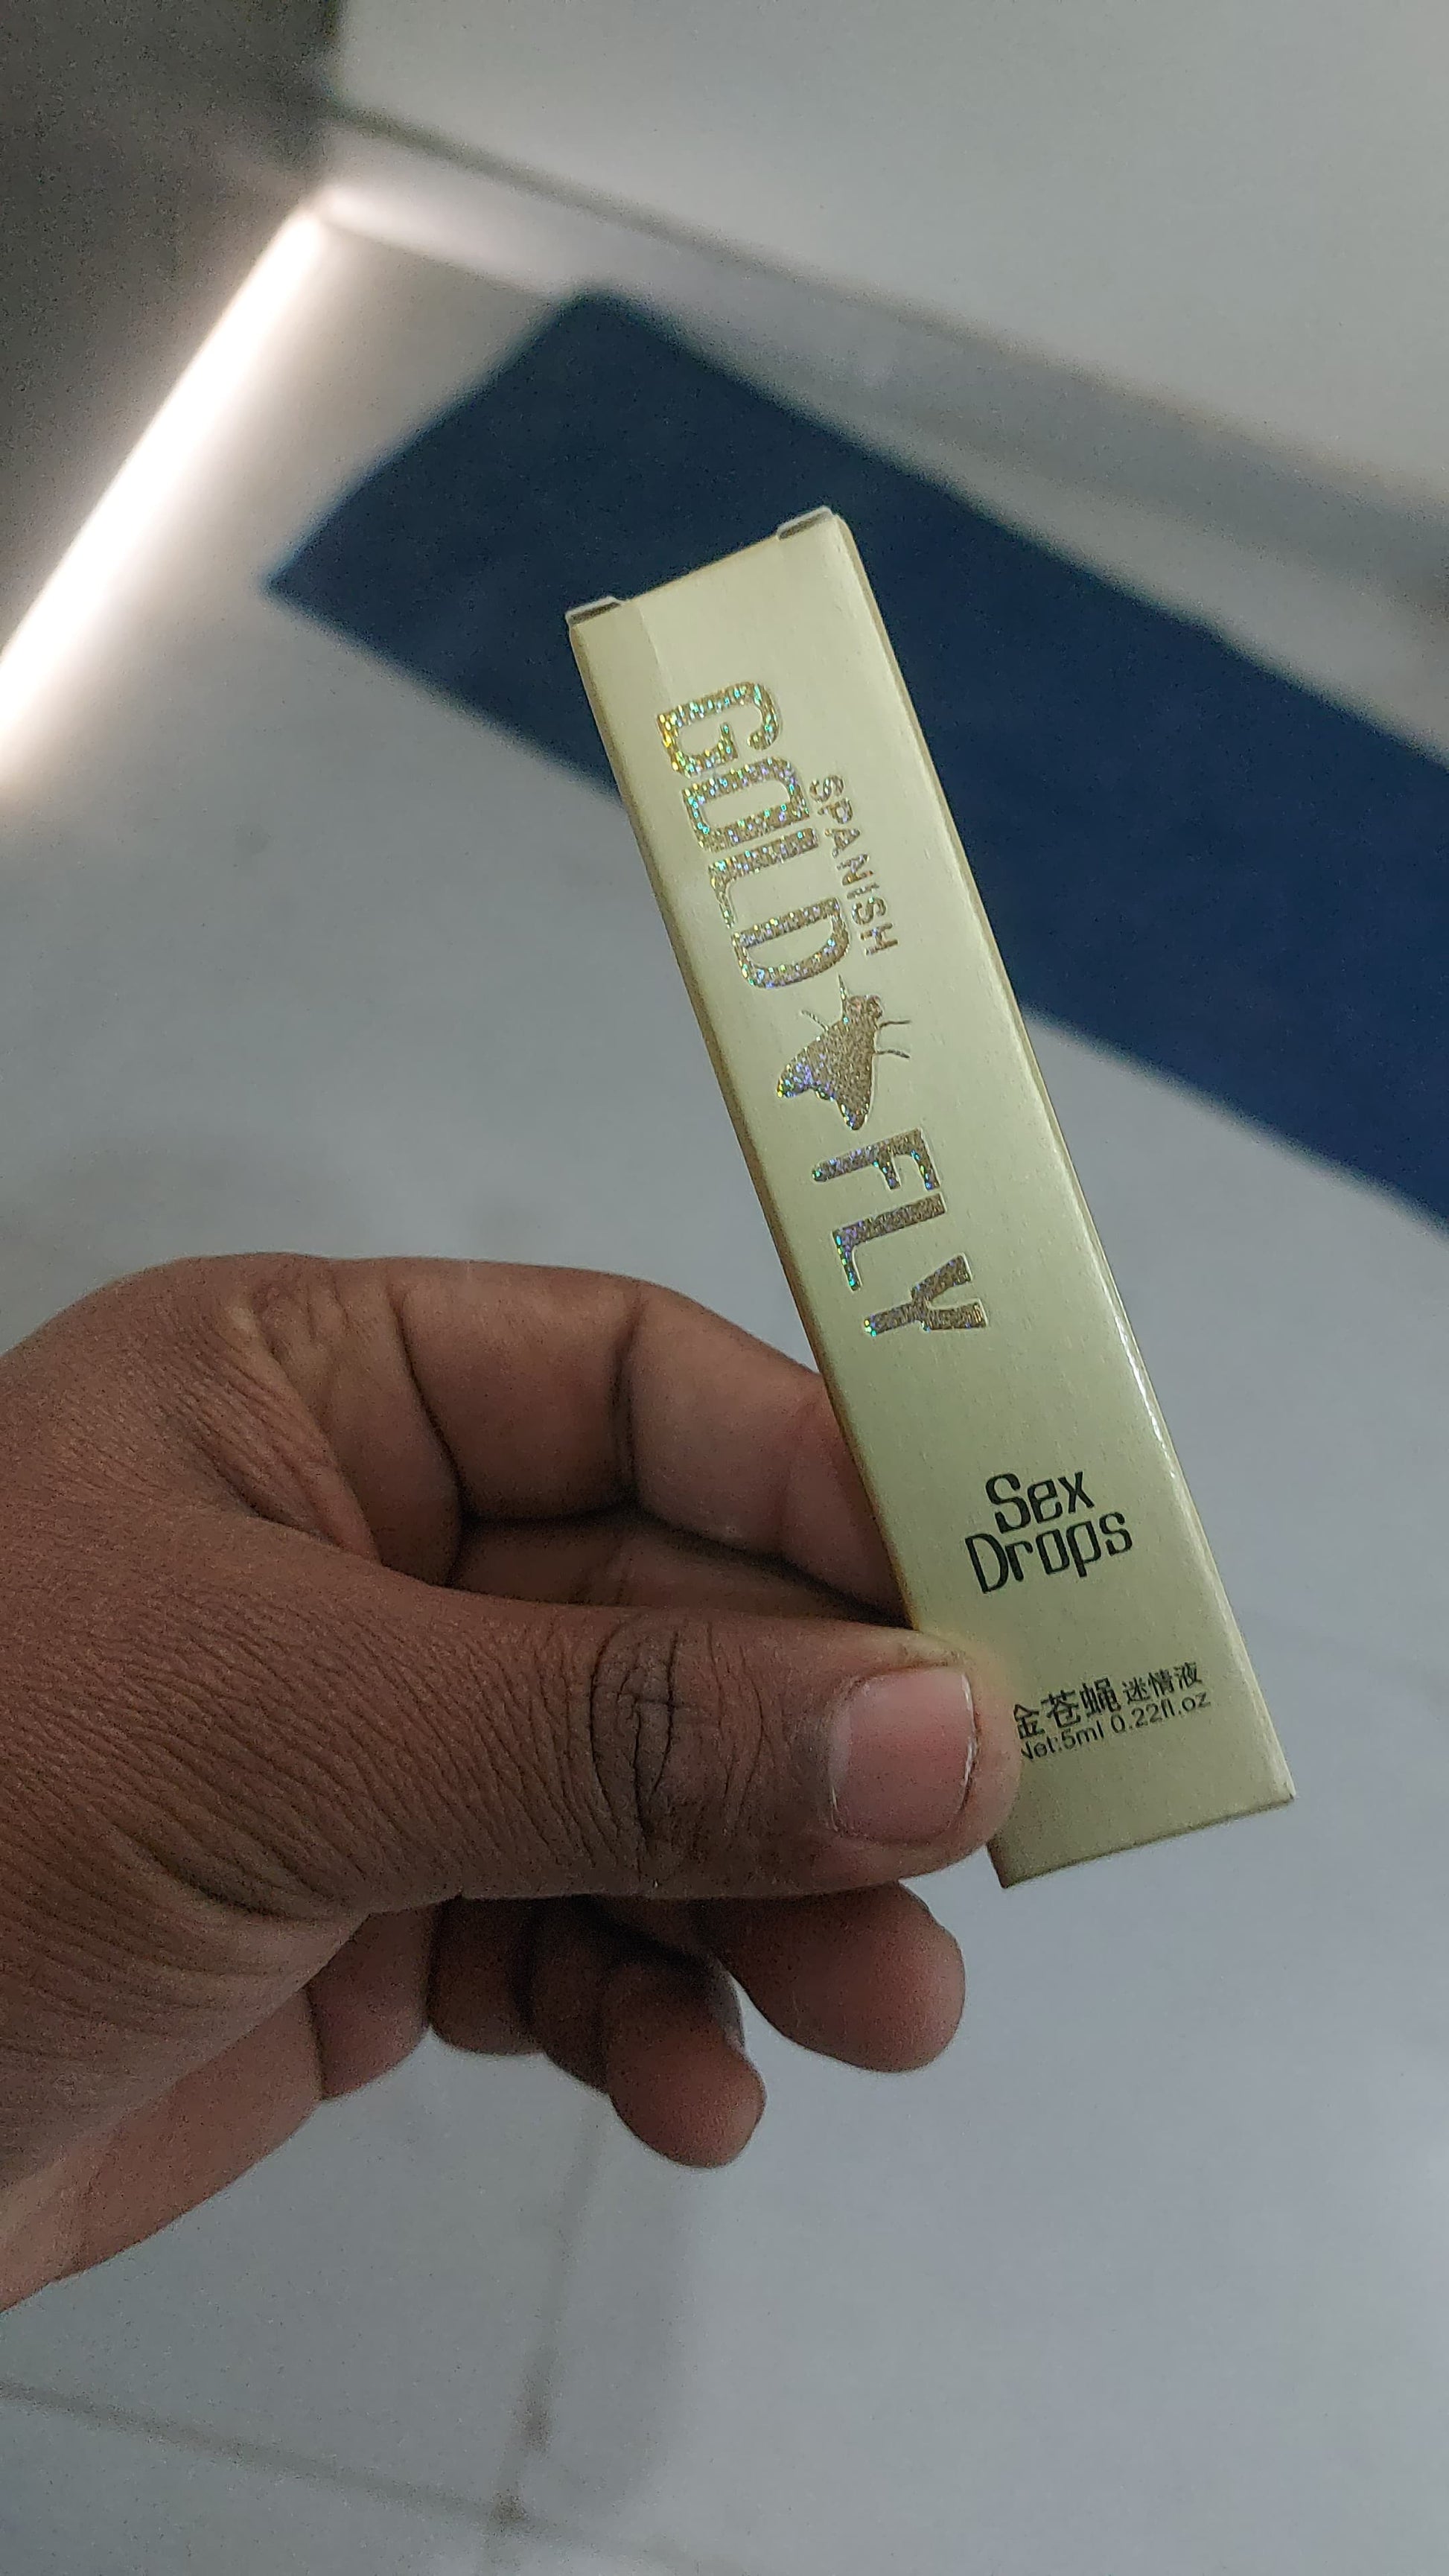 SPANISH
GOLD FLY
Sex
Drops
金苍蝇 迷情液
Net:5ml 0.22fl.oz